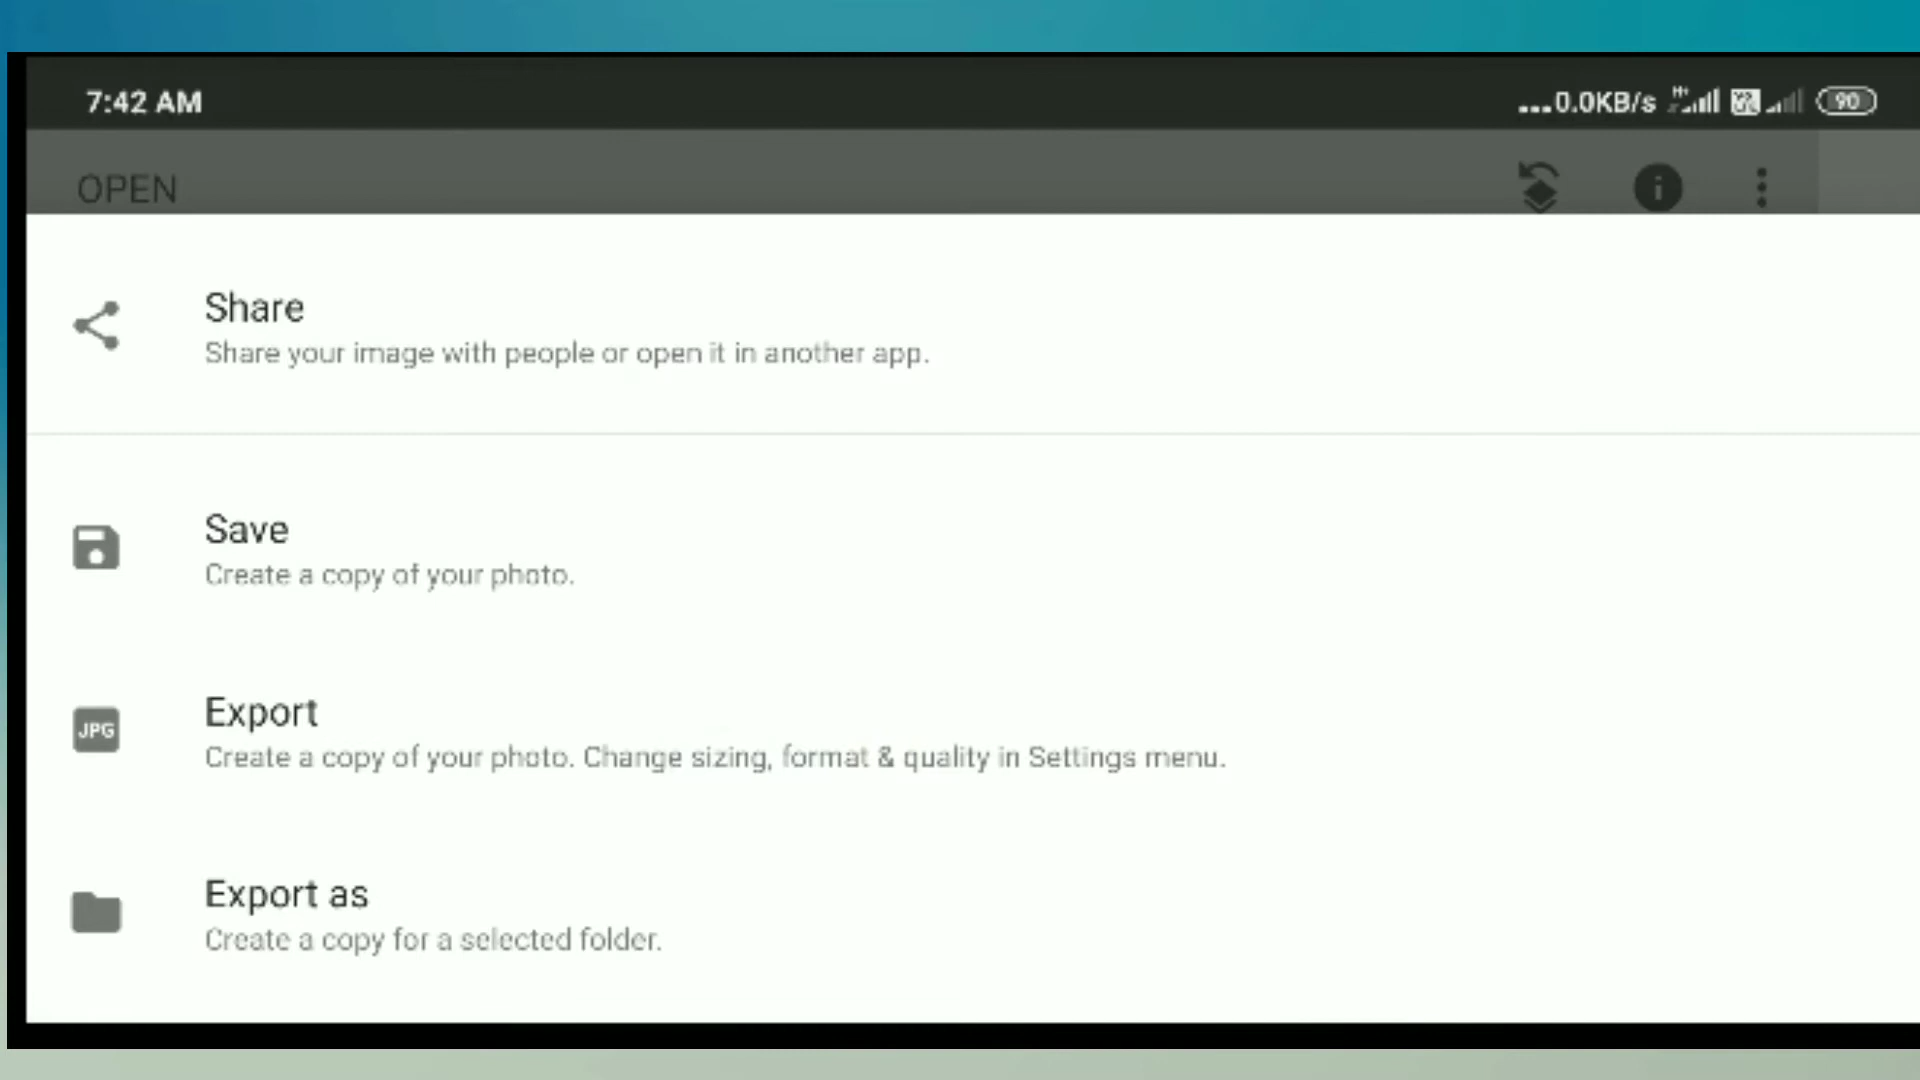 7:42 AM
...0.0KB/s
90
OPEN
Share
Share your image with people or open it in another app.
Save
Create a copy of your photo.
JPG
Export
Create a copy of your photo. Change sizing, format & quality in Settings menu.
Export as
Create a copy for a selected folder.